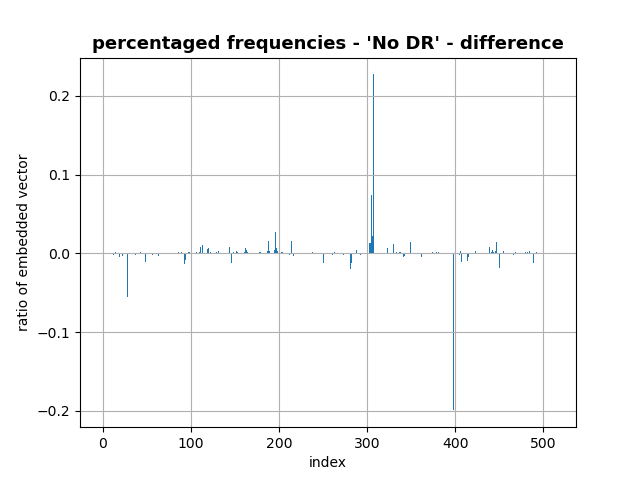 percentaged frequencies - 'No DR' - difference
ratio of embedded vector
0.2
0.1
0.0
−0.1
−0.2
0 100 200 300 400 500
index